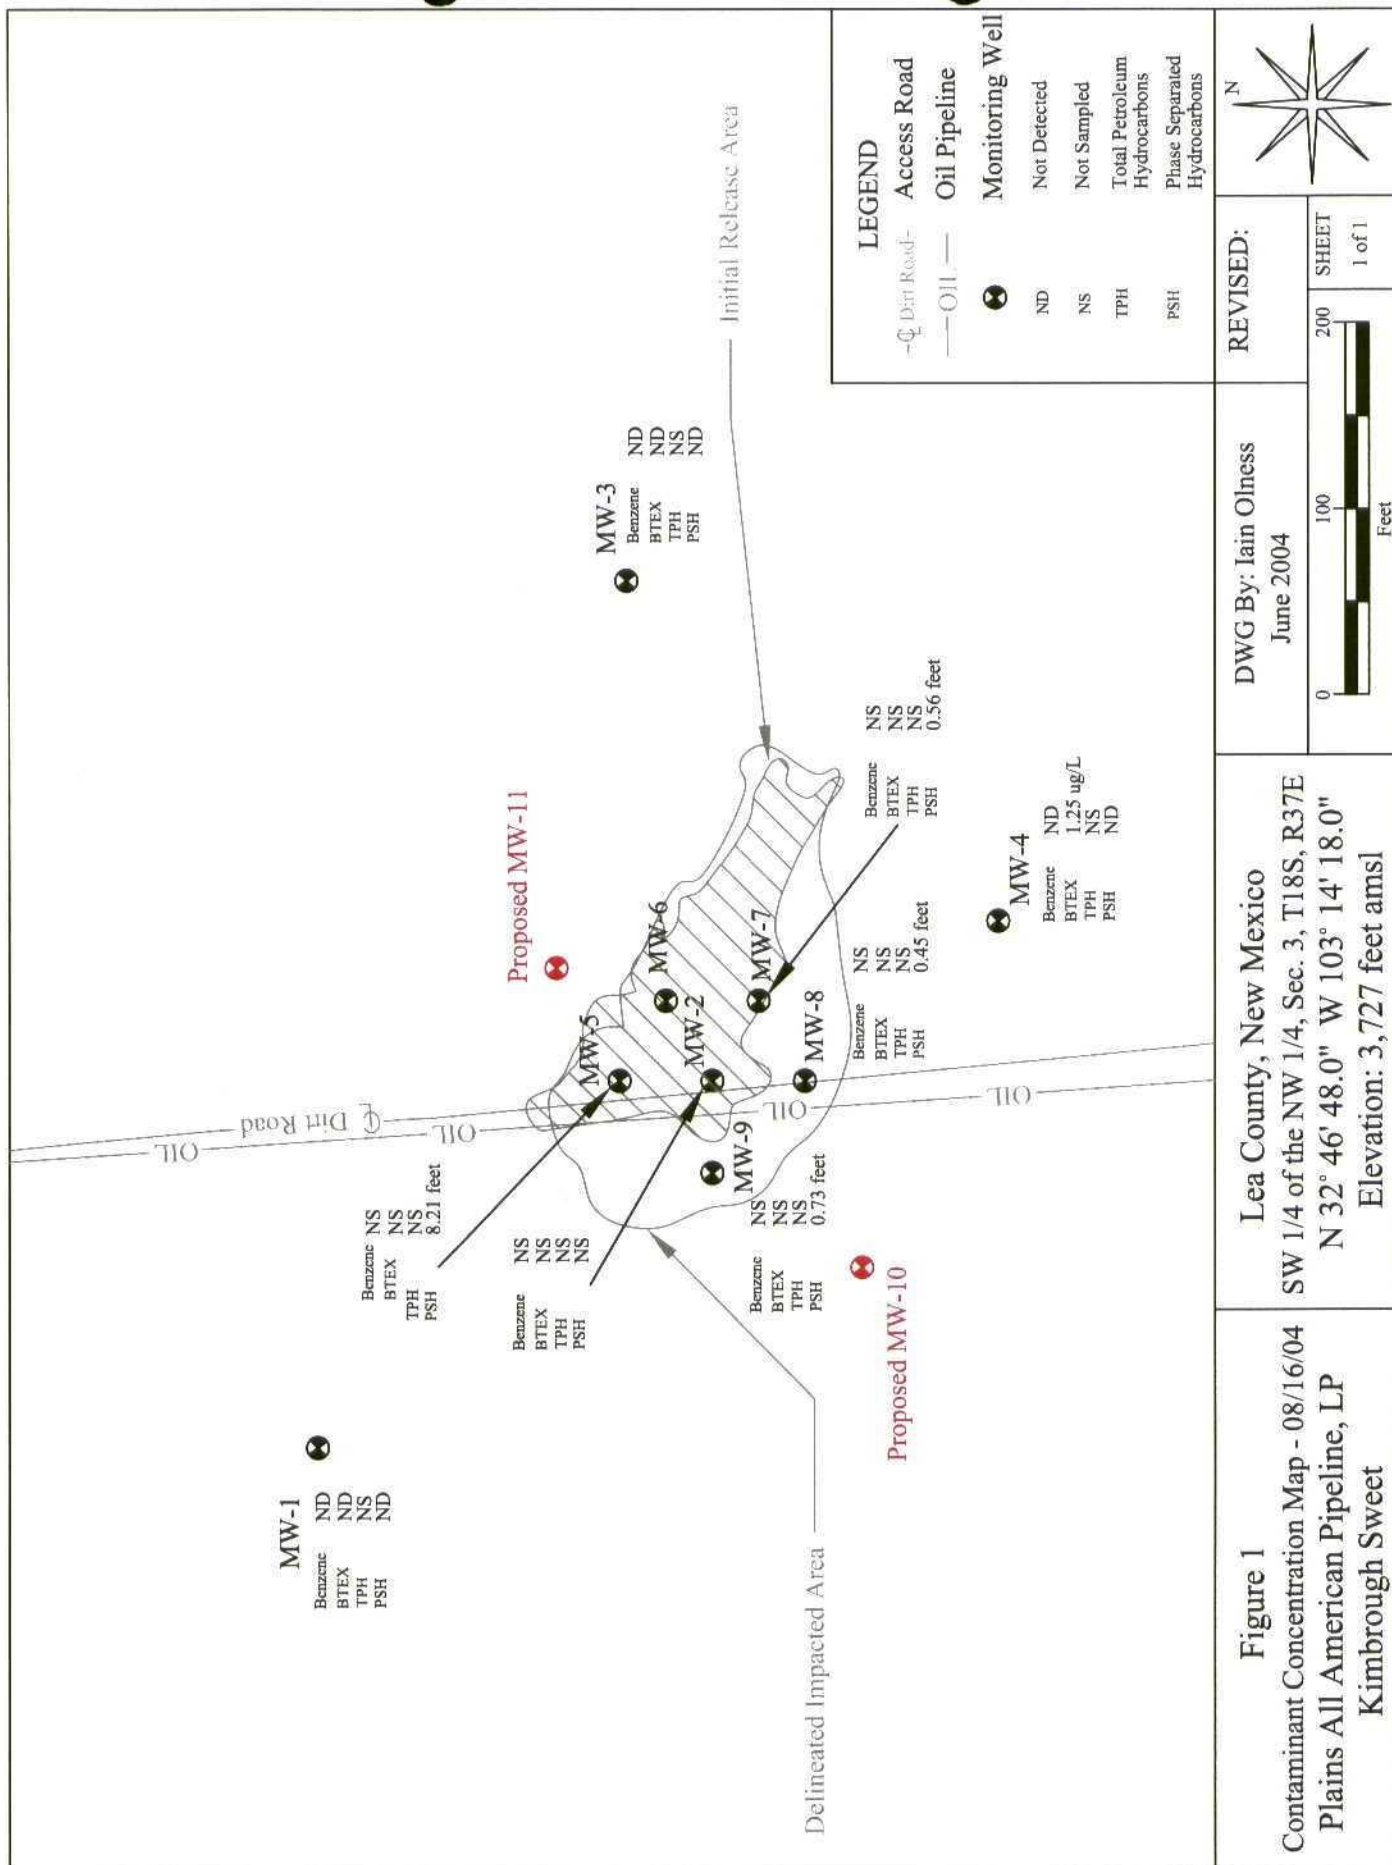 MW-1
Benzene ND
BTEX ND
TPH NS
PSH ND
Benzene NS
BTEX NS
TPH NS
PSH 8.21 feet
Benzene NS
BTEX NS
TPH NS
PSH NS
OIL
℄ Dirt Road
OIL
OIL
OIL
MW-5
MW-2
MW-6
MW-7
MW-8
MW-9
Benzene NS
BTEX NS
TPH NS
PSH 0.73 feet
Benzene NS
BTEX NS
TPH NS
PSH 0.45 feet
Benzene NS
BTEX NS
TPH NS
PSH 0.56 feet
Proposed MW-11
Proposed MW-10
MW-3
Benzene ND
BTEX ND
TPH NS
PSH ND
MW-4
Benzene ND
BTEX 1.25 ug/L
TPH NS
PSH ND
Initial Release Area
Delineated Impacted Area
LEGEND
-℄ Dirt Road- Access Road
OIL Oil Pipeline
Monitoring Well
ND Not Detected
NS Not Sampled
TPH Total Petroleum
Hydrocarbons
PSH Phase Separated
Hydrocarbons
Figure 1
Contaminant Concentration Map - 08/16/04
Plains All American Pipeline, LP
Kimbrough Sweet
Lea County, New Mexico
SW 1/4 of the NW 1/4, Sec. 3, T18S, R37E
N 32° 46' 48.0" W 103° 14' 18.0"
Elevation: 3,727 feet amsl
DWG By: Iain Olness
June 2004
REVISED:
0 100 200
Feet
SHEET
1 of 1
N